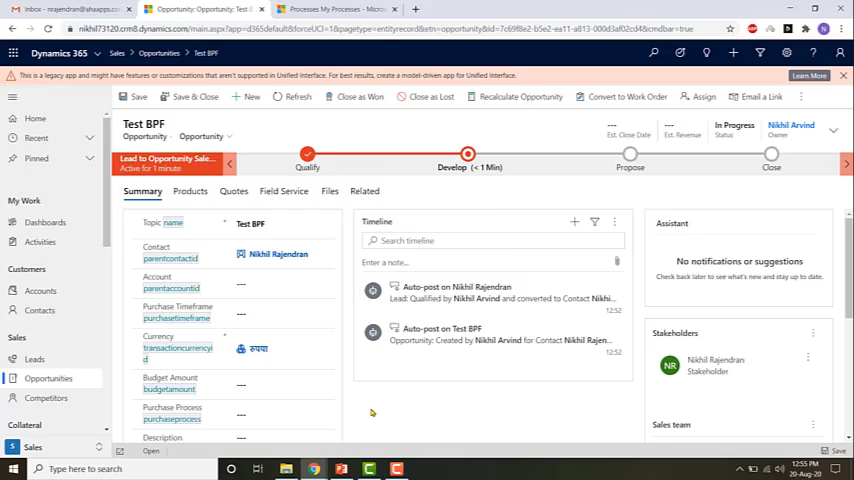 Inbox - nrajendran@ahaapps.com
Opportunity: Opportunity: Test B
Processes My Processes - Micros
nikhil73120.crm8.dynamics.com/main.aspx?app=d365default&forceUCI=1&pagetype=entityrecord&etn=opportunity&id=7c69f8e2-b5e2-ea11-a813-000d3af02cd4&cmdbar=true
Dynamics 365
Sales > Opportunities > Test BPF
This is a legacy app and might have features or customizations that aren't supported in Unified Interface. For best results, create a model-driven app for Unified Interface.
Learn More
Save
Save & Close
New
Refresh
Close as Won
Close as Lost
Recalculate Opportunity
Convert to Work Order
Assign
Email a Link
Home
Recent
Pinned
My Work
Dashboards
Activities
Customers
Accounts
Contacts
Sales
Leads
Opportunities
Competitors
Collateral
Sales
Test BPF
Opportunity · Opportunity
---
Est. Close Date
---
Est. Revenue
In Progress
Status
Nikhil Arvind
Owner
Lead to Opportunity Sale...
Active for 1 minute
Qualify
Develop (< 1 Min)
Propose
Close
Summary
Products
Quotes
Field Service
Files
Related
Topic name * Test BPF
Contact
parentcontactid
Nikhil Rajendran
Account
parentaccountid
---
Purchase Timeframe
purchasetimeframe
---
Currency
transactioncurrencyi
d
*
रुपया
Budget Amount
budgetamount
---
Purchase Process
purchaseprocess
---
Description
---
Timeline
Search timeline
Enter a note...
Auto-post on Nikhil Rajendran
Lead: Qualified by Nikhil Arvind and converted to Contact Nikhi...
12:52
Auto-post on Test BPF
Opportunity: Created by Nikhil Arvind for Contact Nikhil Rajen...
12:52
Assistant
No notifications or suggestions
Check back later to see what's new and stay up to date.
Stakeholders
NR
Nikhil Rajendran
Stakeholder
Sales team
S
Open
Save
Type here to search
12:55 PM
20-Aug-20